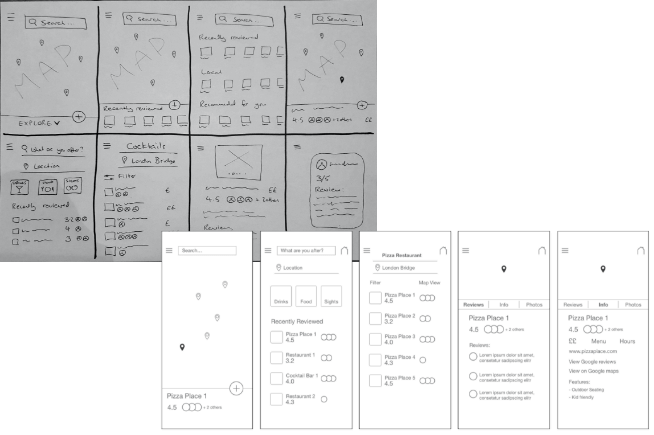 Search
Search
Search
Search
MAP
MAP
MAP
Recently reviewed
Local
Recommended for you
EXPLORE
Recently reviewed
4.5 + 2 others ££
What are you after?
Location
Recently reviewed
3.2
4
3
Cocktails
London Bridge
Filter
£
££
£
££
4.5 + 2 others
3/5
Review
Search...
Pizza Place 1
4.5 + 2 others
What are you after?
Location
Drinks Food Sights
Recently Reviewed
Pizza Place 1
4.5
Restaurant 1
3.2
Cocktail Bar 1
4.0
Restaurant 2
4.3
Pizza Restaurant
London Bridge
Filter Map View
Pizza Place 1
4.5
Pizza Place 2
3.2
Pizza Place 3
4.0
Pizza Place 4
4.3
Pizza Place 5
4.5
Reviews Info Photos
Pizza Place 1
4.5 + 2 others
Reviews:
Lorem ipsum dolor sit amet,
consectetur sadipscing elitr
Lorem ipsum dolor sit amet,
consectetur sadipscing elitr
Lorem ipsum dolor sit amet,
consectetur sadipscing elitr
Reviews Info Photos
Pizza Place 1
4.5 + 2 others
££ Menu Hours
www.pizzaplace.com
View Google reviews
View on Google maps
Features:
- Outdoor Seating
- Kid friendly